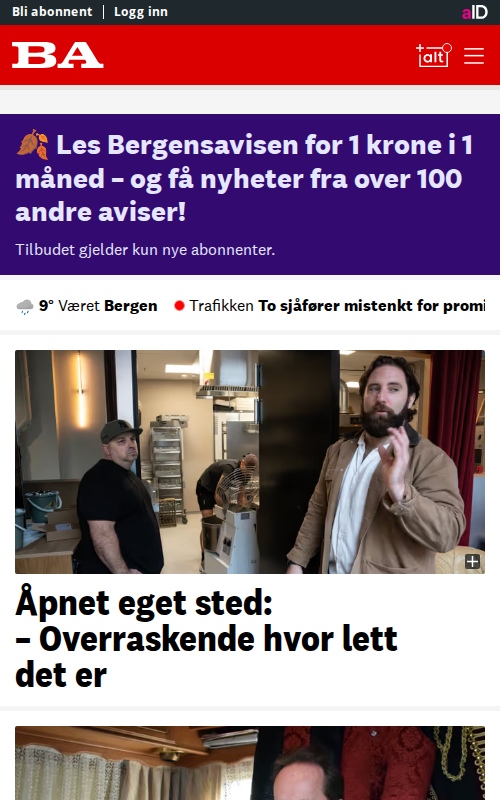 Bli abonnent | Logg inn
aID
BA
+alt
🍂 Les Bergensavisen for 1 krone i 1
måned – og få nyheter fra over 100
andre aviser!
Tilbudet gjelder kun nye abonnenter.
9° Været Bergen Trafikken To sjåfører mistenkt for promi
Åpnet eget sted:
– Overraskende hvor lett
det er